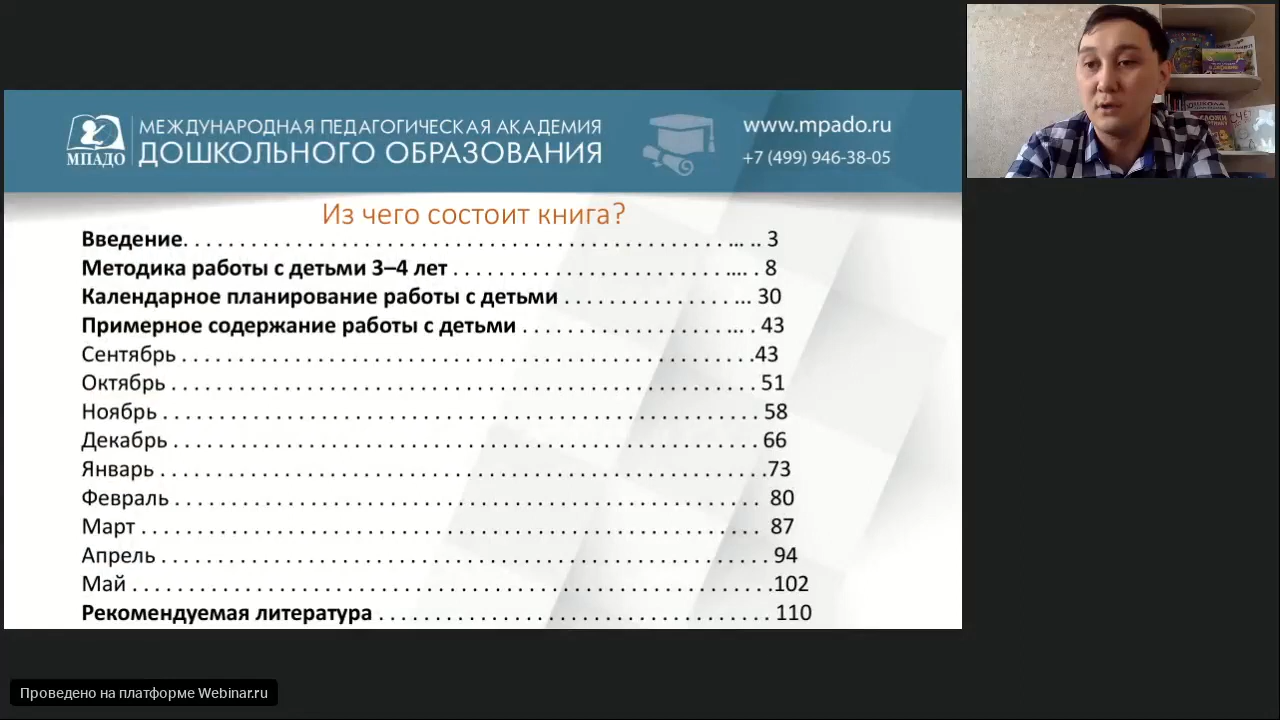 МПАДО
МЕЖДУНАРОДНАЯ ПЕДАГОГИЧЕСКАЯ АКАДЕМИЯ
ДОШКОЛЬНОГО ОБРАЗОВАНИЯ
www.mpado.ru
+7 (499) 946-38-05
Из чего состоит книга?
Введение. . . . . . . . . . . . . . . . . . . . . . . . . . . . . . . . . . . . . . . . . . . . . . . . ... .. 3
Методика работы с детьми 3–4 лет . . . . . . . . . . . . . . . . . . . . . . . . .... . 8
Календарное планирование работы с детьми . . . . . . . . . . . . . . . . ... 30
Примерное содержание работы с детьми . . . . . . . . . . . . . . . . . . . . ... . 43
Сентябрь . . . . . . . . . . . . . . . . . . . . . . . . . . . . . . . . . . . . . . . . . . . . . . . . . . .43
Октябрь . . . . . . . . . . . . . . . . . . . . . . . . . . . . . . . . . . . . . . . . . . . . . . . . . . . . 51
Ноябрь . . . . . . . . . . . . . . . . . . . . . . . . . . . . . . . . . . . . . . . . . . . . . . . . . . . . . 58
Декабрь . . . . . . . . . . . . . . . . . . . . . . . . . . . . . . . . . . . . . . . . . . . . . . . . . . . . 66
Январь . . . . . . . . . . . . . . . . . . . . . . . . . . . . . . . . . . . . . . . . . . . . . . . . . . . . .73
Февраль . . . . . . . . . . . . . . . . . . . . . . . . . . . . . . . . . . . . . . . . . . . . . . . . . . . . 80
Март . . . . . . . . . . . . . . . . . . . . . . . . . . . . . . . . . . . . . . . . . . . . . . . . . . . . . . . 87
Апрель . . . . . . . . . . . . . . . . . . . . . . . . . . . . . . . . . . . . . . . . . . . . . . . . . . . . . . 94
Май . . . . . . . . . . . . . . . . . . . . . . . . . . . . . . . . . . . . . . . . . . . . . . . . . . . . . . . . .102
Рекомендуемая литература . . . . . . . . . . . . . . . . . . . . . . . . . . . . . . . . . . . 110
Проведено на платформе Webinar.ru